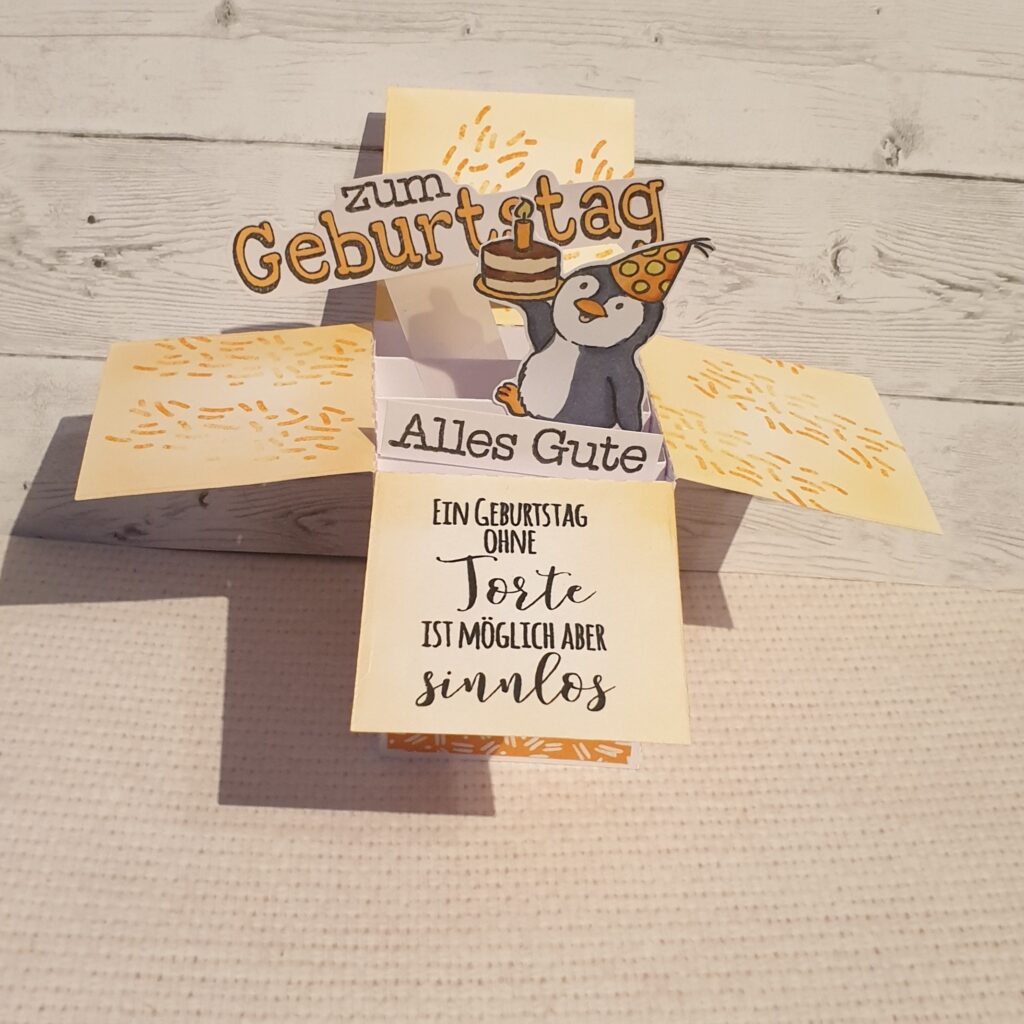 zum
Geburtstag
Alles Gute
EIN GEBURTSTAG
OHNE
Torte
IST MÖGLICH ABER
sinnlos